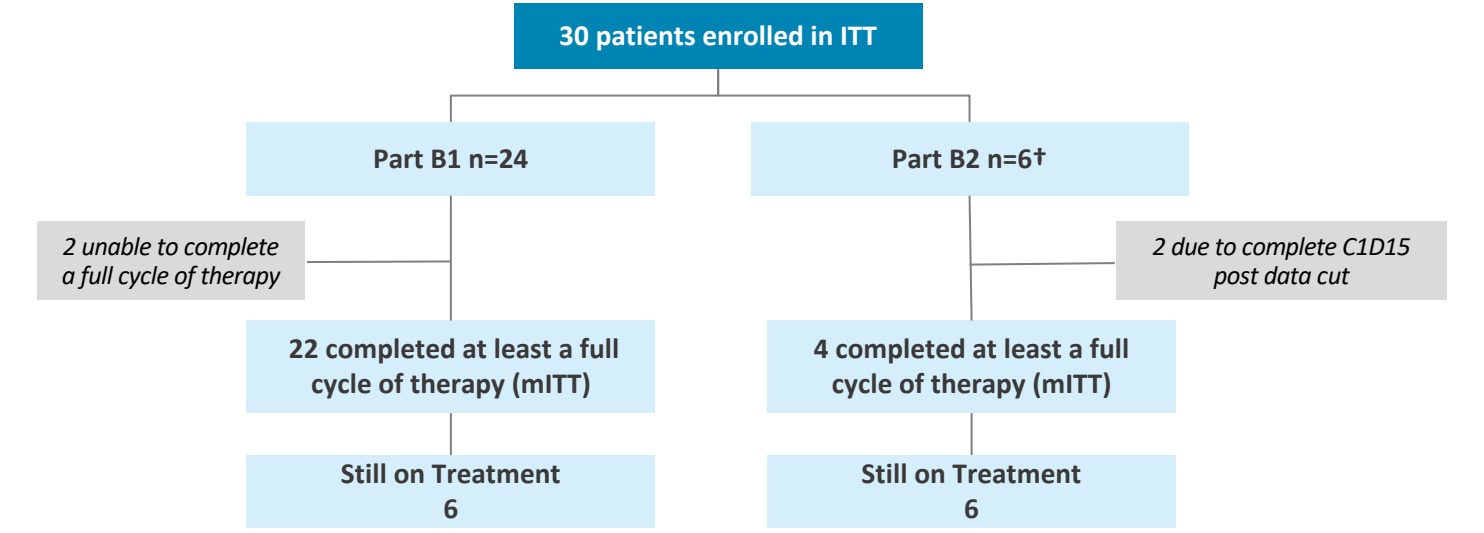 30 patients enrolled in ITT
Part B1 n=24
Part B2 n=6†
2 unable to complete
a full cycle of therapy
2 due to complete C1D15
post data cut
22 completed at least a full
cycle of therapy (mITT)
4 completed at least a full
cycle of therapy (mITT)
Still on Treatment
6
Still on Treatment
6